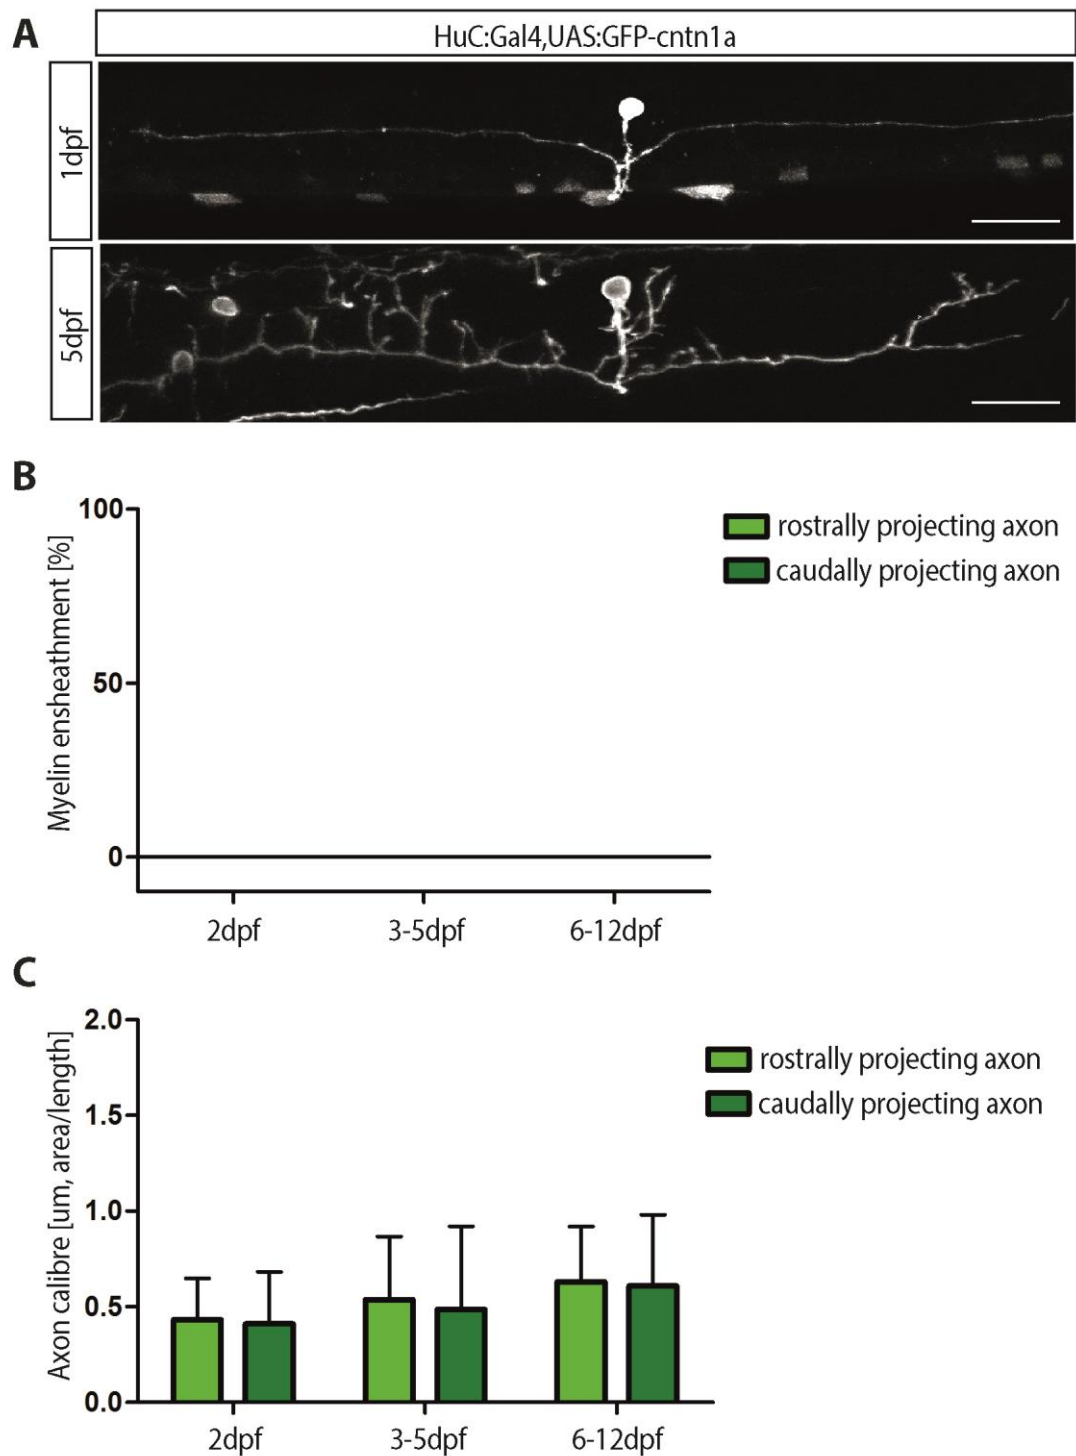 A
HuC:Gal4,UAS:GFP-cntn1a
1dpf
5dpf
B
Myelin ensheathment [%]
100
50
0
2dpf
3-5dpf
6-12dpf
rostrally projecting axon
caudally projecting axon
C
Axon calibre [um, area/length]
2.0
1.5
1.0
0.5
0.0
2dpf
3-5dpf
6-12dpf
rostrally projecting axon
caudally projecting axon